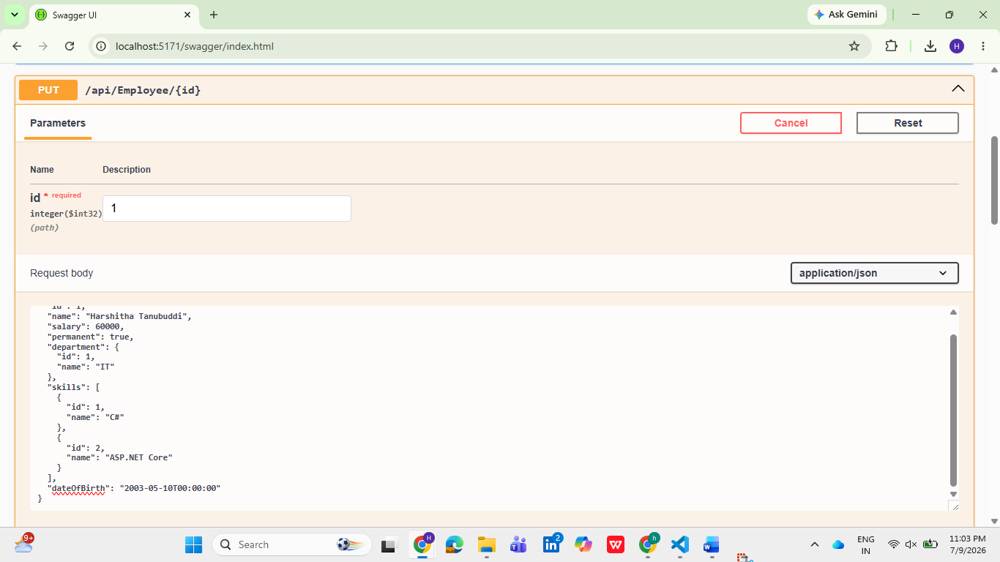 Swagger UI
Ask Gemini
localhost:5171/swagger/index.html
H
PUT /api/Employee/{id}
Parameters
Cancel
Reset
Name Description
id * required
integer($int32)
(path)
1
Request body
application/json
"id": 1,
"name": "Harshitha Tanubuddi",
"salary": 60000,
"permanent": true,
"department": {
"id": 1,
"name": "IT"
},
"skills": [
{
"id": 1,
"name": "C#"
},
{
"id": 2,
"name": "ASP.NET Core"
}
],
"dateOfBirth": "2003-05-10T00:00:00"
}
9+
Search
H
2
h
ENG
IN
11:03 PM
7/9/2026